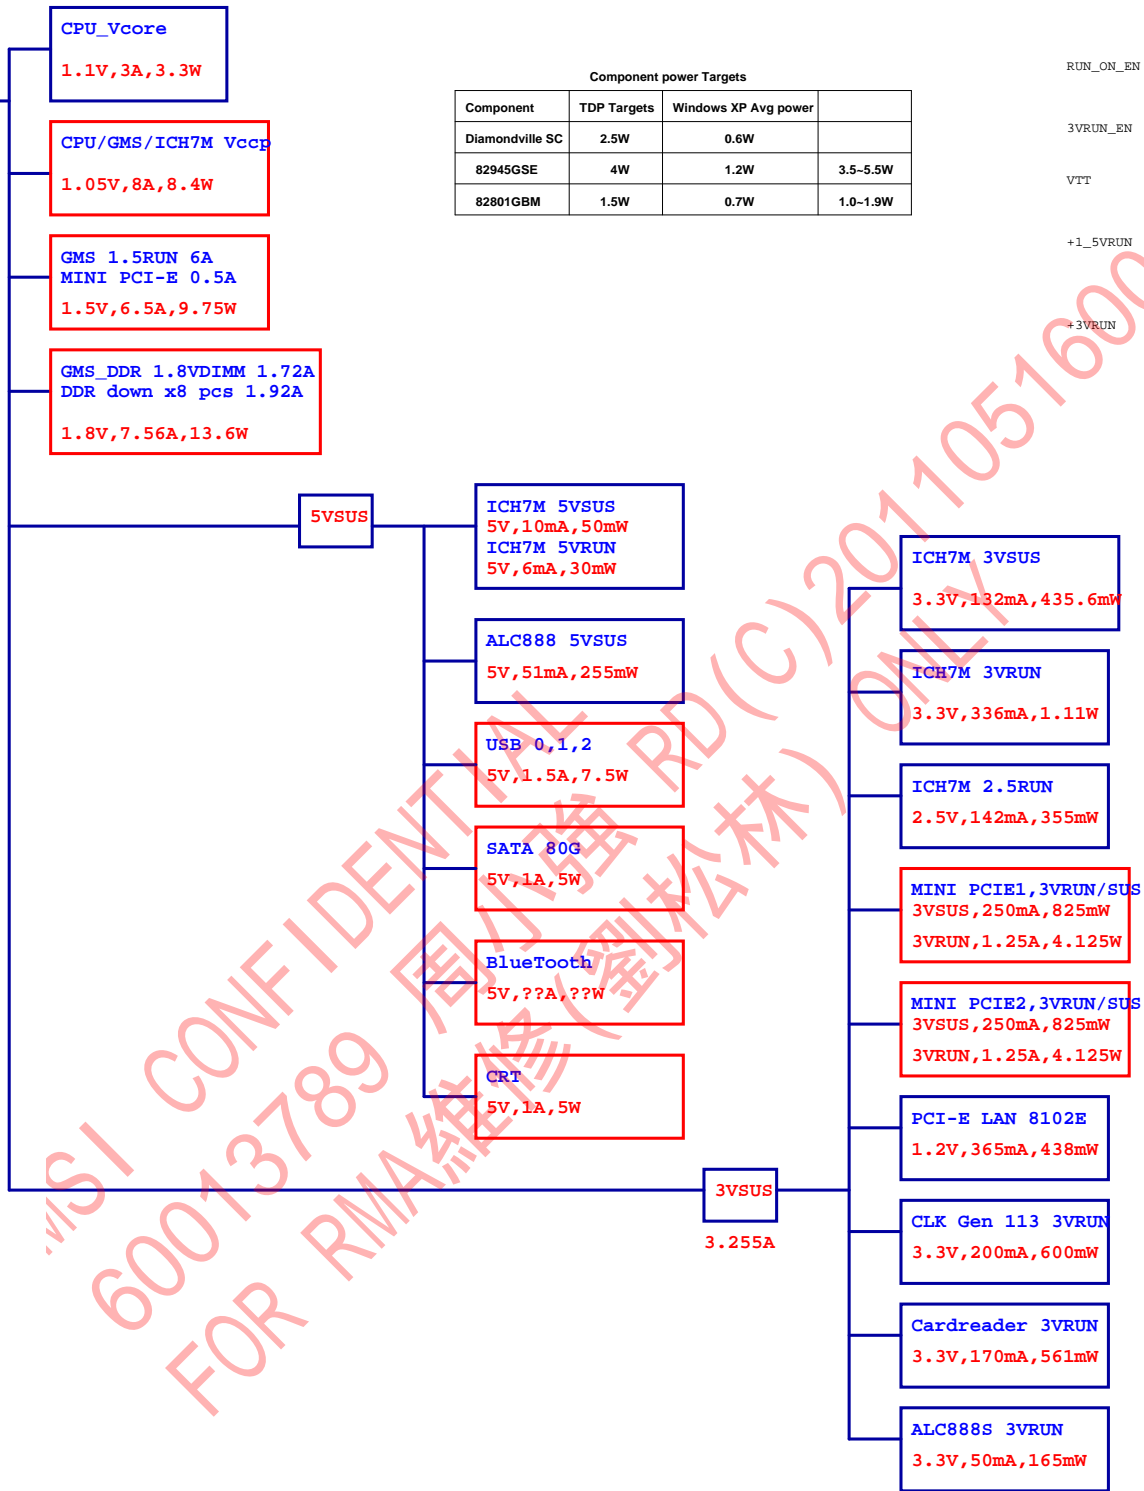 CPU_Vcore
1.1V,3A,3.3W
CPU/GMS/ICH7M Vccp
1.05V,8A,8.4W
GMS 1.5RUN 6A
MINI PCI-E 0.5A
1.5V,6.5A,9.75W
GMS_DDR 1.8VDIMM 1.72A
DDR down x8 pcs 1.92A
1.8V,7.56A,13.6W
Component power Targets
Component TDP Targets Windows XP Avg power
Diamondville SC 2.5W 0.6W
82945GSE 4W 1.2W 3.5~5.5W
82801GBM 1.5W 0.7W 1.0~1.9W
RUN_ON_EN
3VRUN_EN
VTT
+1_5VRUN
+3VRUN
5VSUS
ICH7M 5VSUS
5V,10mA,50mW
ICH7M 5VRUN
5V,6mA,30mW
ALC888 5VSUS
5V,51mA,255mW
USB 0,1,2
5V,1.5A,7.5W
SATA 80G
5V,1A,5W
BlueTooth
5V,??A,??W
CRT
5V,1A,5W
3VSUS
3.255A
ICH7M 3VSUS
3.3V,132mA,435.6mW
ICH7M 3VRUN
3.3V,336mA,1.11W
ICH7M 2.5RUN
2.5V,142mA,355mW
MINI PCIE1,3VRUN/SUS
3VSUS,250mA,825mW
3VRUN,1.25A,4.125W
MINI PCIE2,3VRUN/SUS
3VSUS,250mA,825mW
3VRUN,1.25A,4.125W
PCI-E LAN 8102E
1.2V,365mA,438mW
CLK Gen 113 3VRUN
3.3V,200mA,600mW
Cardreader 3VRUN
3.3V,170mA,561mW
ALC888S 3VRUN
3.3V,50mA,165mW
MSI CONFIDENTIAL
60013789 周小強 RD(C)2011051600
FOR RMA維修(劉松林) ONLY